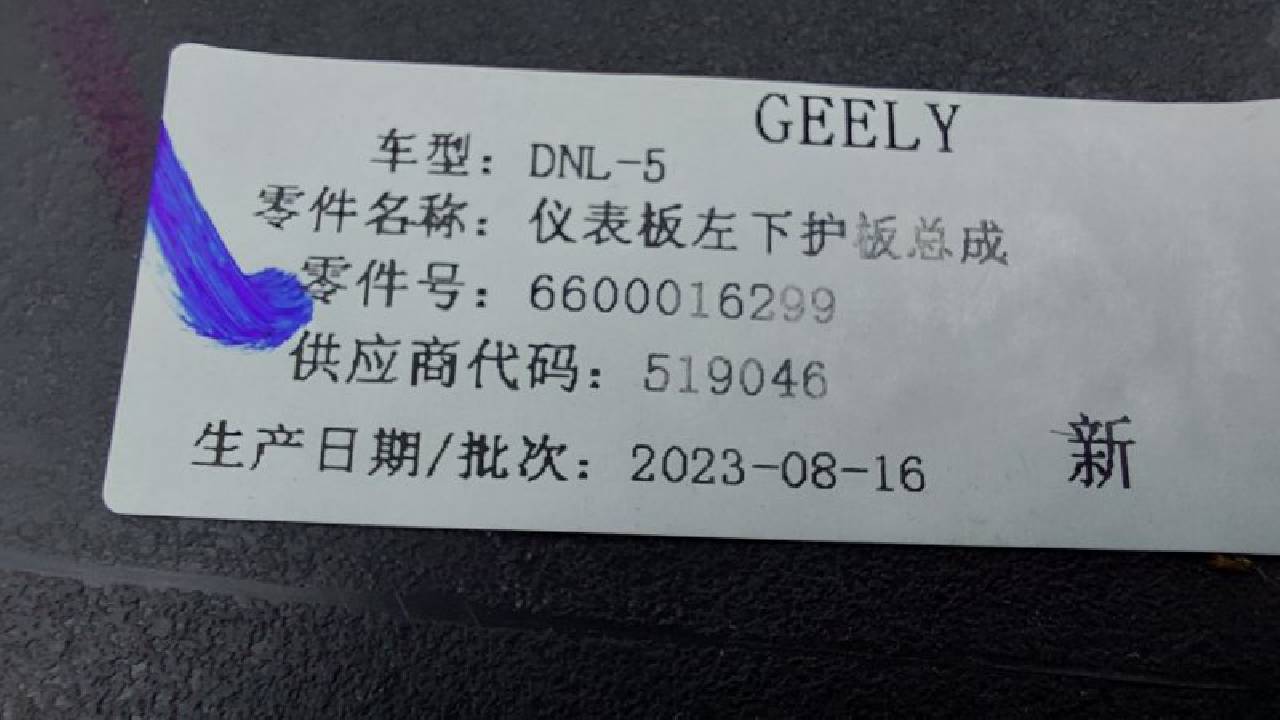 GEELY
车型：DNL-5
零件名称：仪表板左下护板总成
零件号：6600016299
供应商代码：519046
生产日期/批次：2023-08-16
新